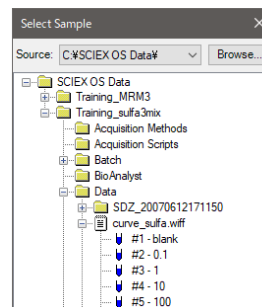 Select Sample
Source: C:¥SCIEX OS Data¥ Browse...
SCIEX OS Data
Training_MRM3
Training_sulfa3mix
Acquisition Methods
Acquisition Scripts
Batch
BioAnalyst
Data
SDZ_20070612171150
curve_sulfa.wiff
#1 - blank
#2 - 0.1
#3 - 1
#4 - 10
#5 - 100